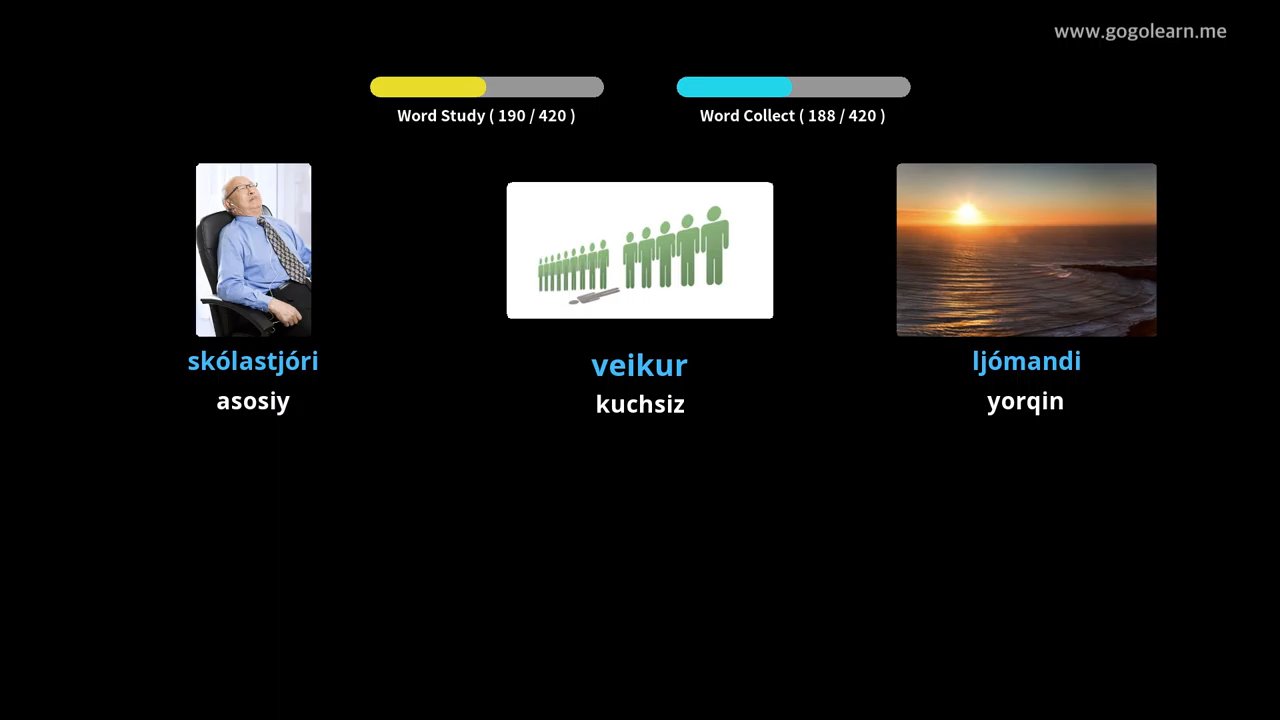 www.gogolearn.me
Word Study ( 190 / 420 )
Word Collect ( 188 / 420 )
skólastjóri
asosiy
veikur
kuchsiz
ljómandi
yorqin